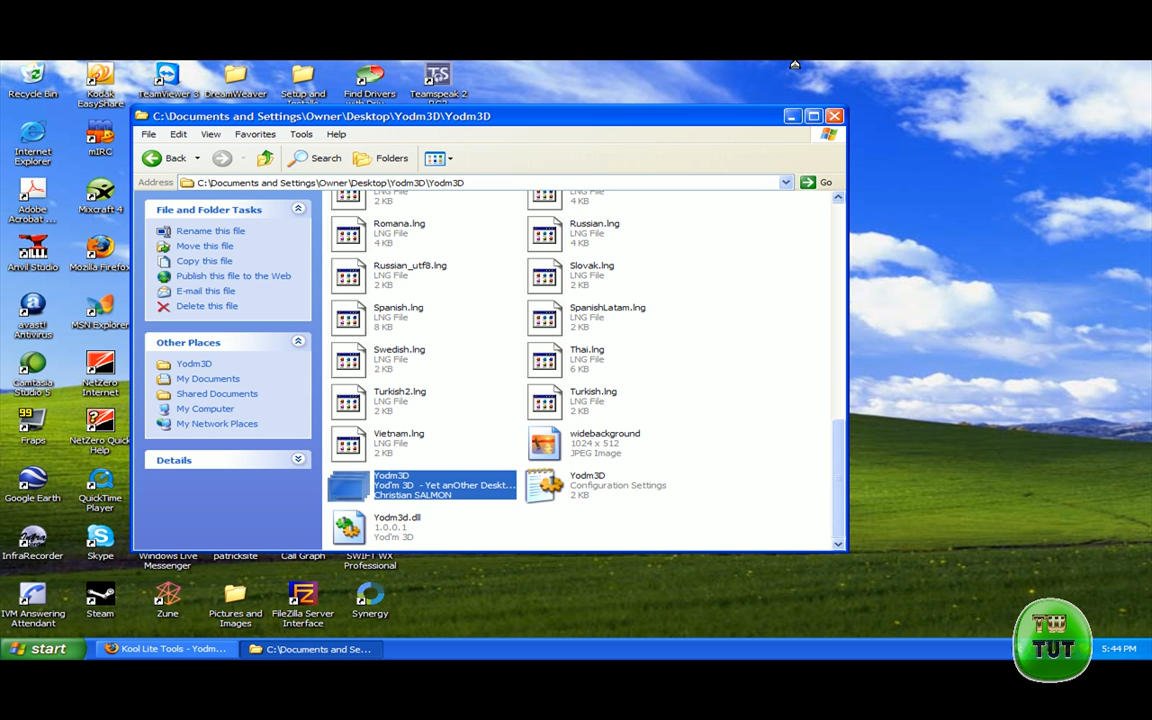 Recycle Bin
Kodak
EasyShare
TeamViewer 3
DreamWeaver
Setup and
Find Drivers
Teamspeak 2
C:\Documents and Settings\Owner\Desktop\Yodm3D\Yodm3D
File Edit View Favorites Tools Help
Back Search Folders
Address C:\Documents and Settings\Owner\Desktop\Yodm3D\Yodm3D Go
Internet
Explorer
mIRC
Adobe
Acrobat ...
Mixcraft 4
Anvil Studio
Mozilla Firefox
avast!
Antivirus
MSN Explorer
Camtasia
Studio 5
NetZero
Internet
Fraps
NetZero Quick
Help
Google Earth
QuickTime
Player
InfraRecorder
Skype
IVM Answering
Attendant
Steam
File and Folder Tasks
Rename this file
Move this file
Copy this file
Publish this file to the Web
E-mail this file
Delete this file
Other Places
Yodm3D
My Documents
Shared Documents
My Computer
My Network Places
Details
LNG File
2 KB
LNG File
4 KB
Romana.lng
LNG File
4 KB
Russian.lng
LNG File
4 KB
Russian_utf8.lng
LNG File
2 KB
Slovak.lng
LNG File
2 KB
Spanish.lng
LNG File
8 KB
SpanishLatam.lng
LNG File
2 KB
Swedish.lng
LNG File
2 KB
Thai.lng
LNG File
6 KB
Turkish2.lng
LNG File
2 KB
Turkish.lng
LNG File
2 KB
Vietnam.lng
LNG File
2 KB
widebackground
1024 x 512
JPEG Image
Yodm3D
Yod'm 3D - Yet anOther Deskt...
Christian SALMON
Yodm3D
Configuration Settings
2 KB
Yodm3d.dll
1.0.0.1
Yod'm 3D
Windows Live
Messenger
patricksite
Call Graph
SWIFT WX
Professional
Zune
Pictures and
Images
FileZilla Server
Interface
Synergy
start
Kool Lite Tools - Yodm...
C:\Documents and Se...
TW
TUT
5:44 PM